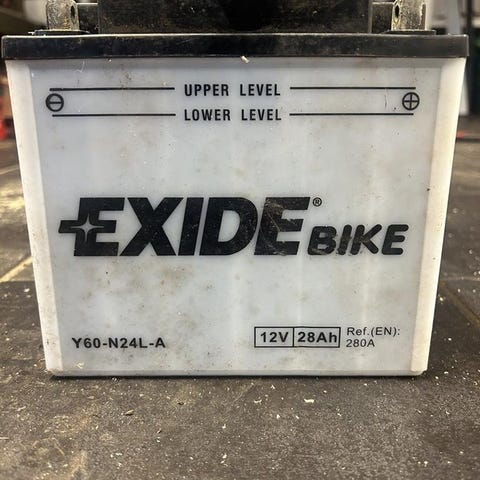 UPPER LEVEL
⊖ ⊕
LOWER LEVEL
EXIDE® BIKE
Y60-N24L-A
12V 28Ah Ref.(EN):
280A